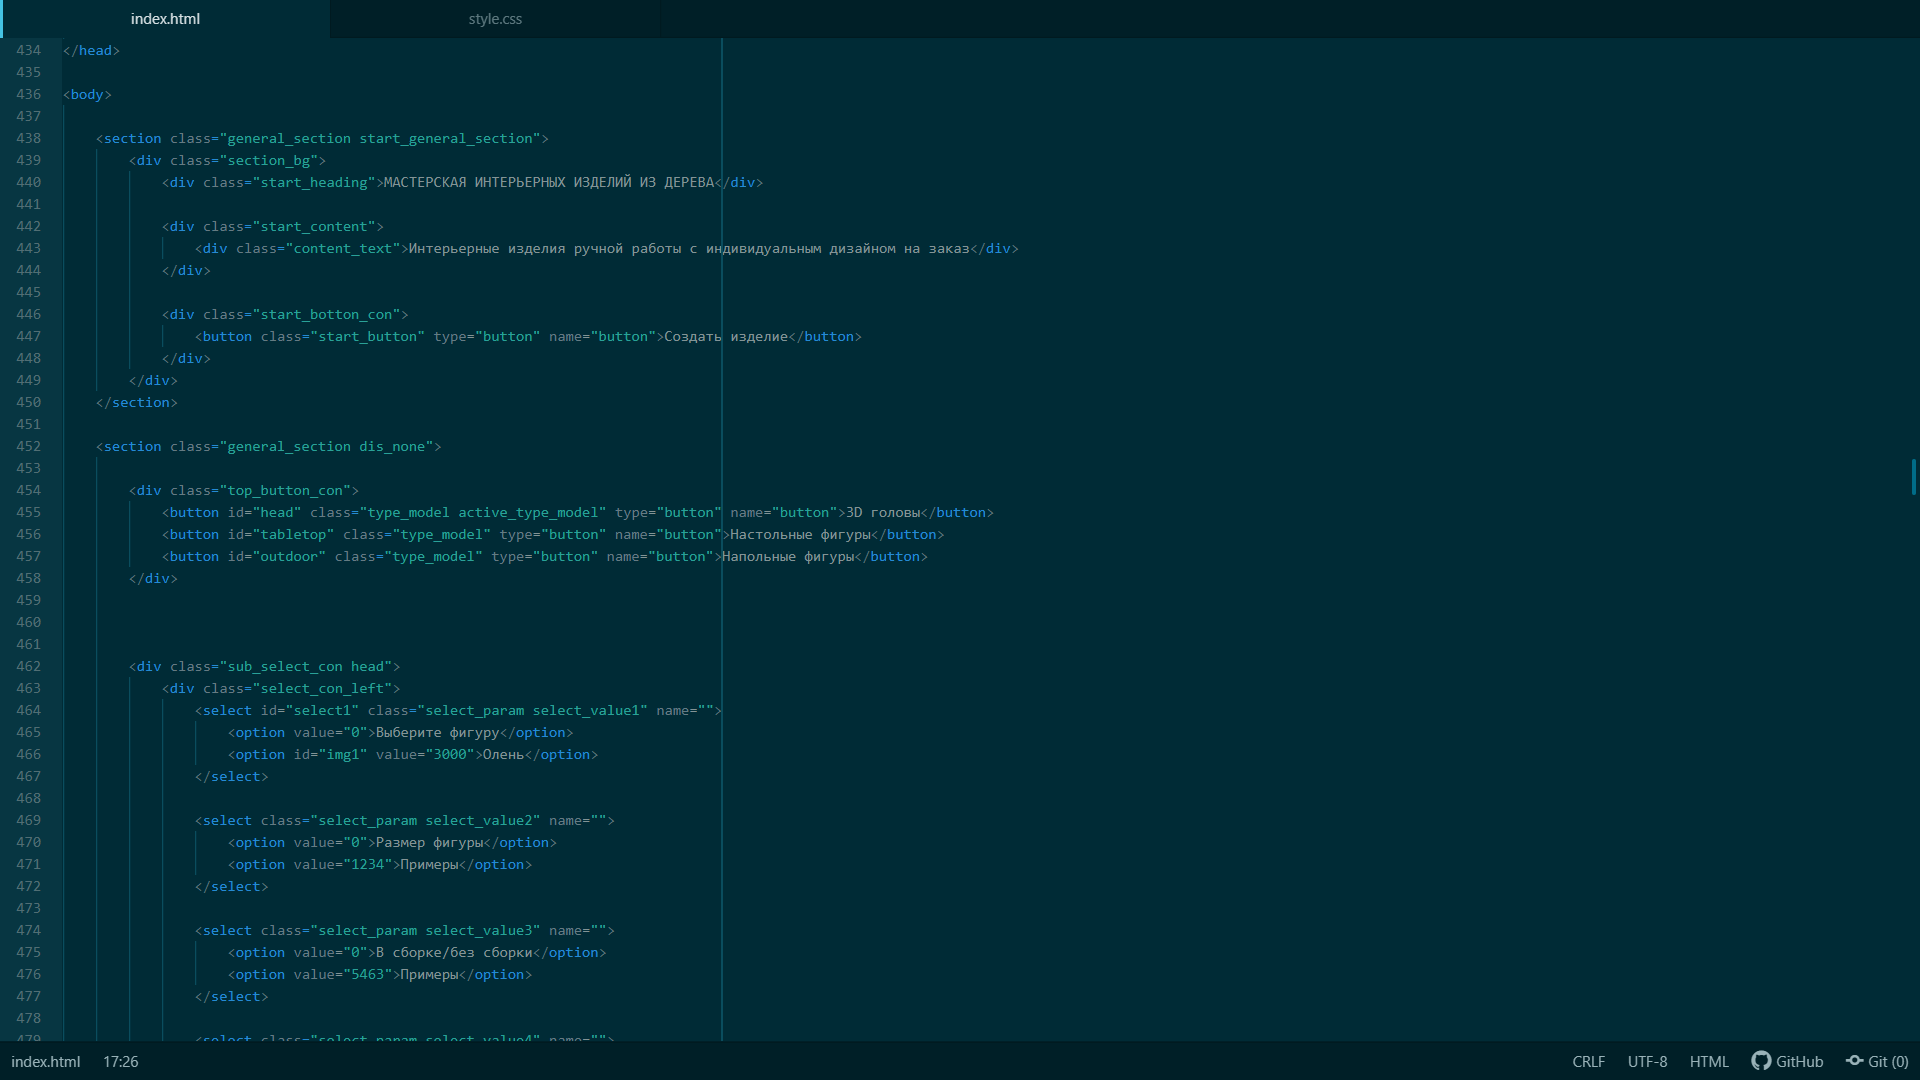 index.html
style.css
434 </head>
435
436 <body>
437
438 <section class="general_section start_general_section">
439 <div class="section_bg">
440 <div class="start_heading">МАСТЕРСКАЯ ИНТЕРЬЕРНЫХ ИЗДЕЛИЙ ИЗ ДЕРЕВА</div>
441
442 <div class="start_content">
443 <div class="content_text">Интерьерные изделия ручной работы с индивидуальным дизайном на заказ</div>
444 </div>
445
446 <div class="start_botton_con">
447 <button class="start_button" type="button" name="button">Создать изделие</button>
448 </div>
449 </div>
450 </section>
451
452 <section class="general_section dis_none">
453
454 <div class="top_button_con">
455 <button id="head" class="type_model active_type_model" type="button" name="button">3D головы</button>
456 <button id="tabletop" class="type_model" type="button" name="button">Настольные фигуры</button>
457 <button id="outdoor" class="type_model" type="button" name="button">Напольные фигуры</button>
458 </div>
459
460
461
462 <div class="sub_select_con head">
463 <div class="select_con_left">
464 <select id="select1" class="select_param select_value1" name="">
465 <option value="0">Выберите фигуру</option>
466 <option id="img1" value="3000">Олень</option>
467 </select>
468
469 <select class="select_param select_value2" name="">
470 <option value="0">Размер фигуры</option>
471 <option value="1234">Примеры</option>
472 </select>
473
474 <select class="select_param select_value3" name="">
475 <option value="0">В сборке/без сборки</option>
476 <option value="5463">Примеры</option>
477 </select>
478
479 <select class="select_param select_value4" name="">
index.html 17:26 CRLF UTF-8 HTML GitHub Git (0)